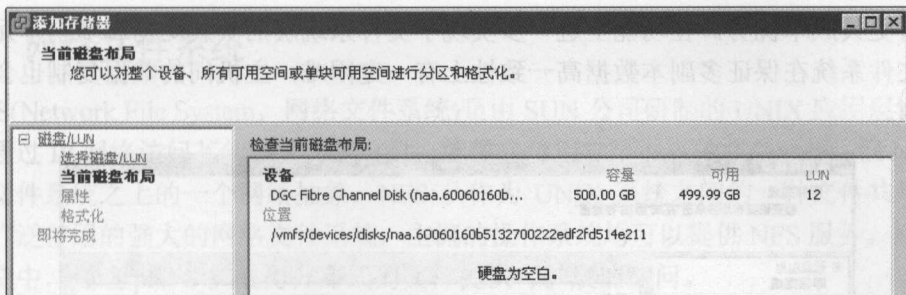 添加存储器
当前磁盘布局
您可以对整个设备、所有可用空间或单块可用空间进行分区和格式化。
磁盘/LUN
选择磁盘/LUN
当前磁盘布局
属性
格式化
即将完成
检查当前磁盘布局:
设备 容量 可用 LUN
DGC Fibre Channel Disk (naa.60060160b... 500.00 GB 499.99 GB 12
位置
/vmfs/devices/disks/naa.60060160b5132700222edf2fd514e211
硬盘为空白。